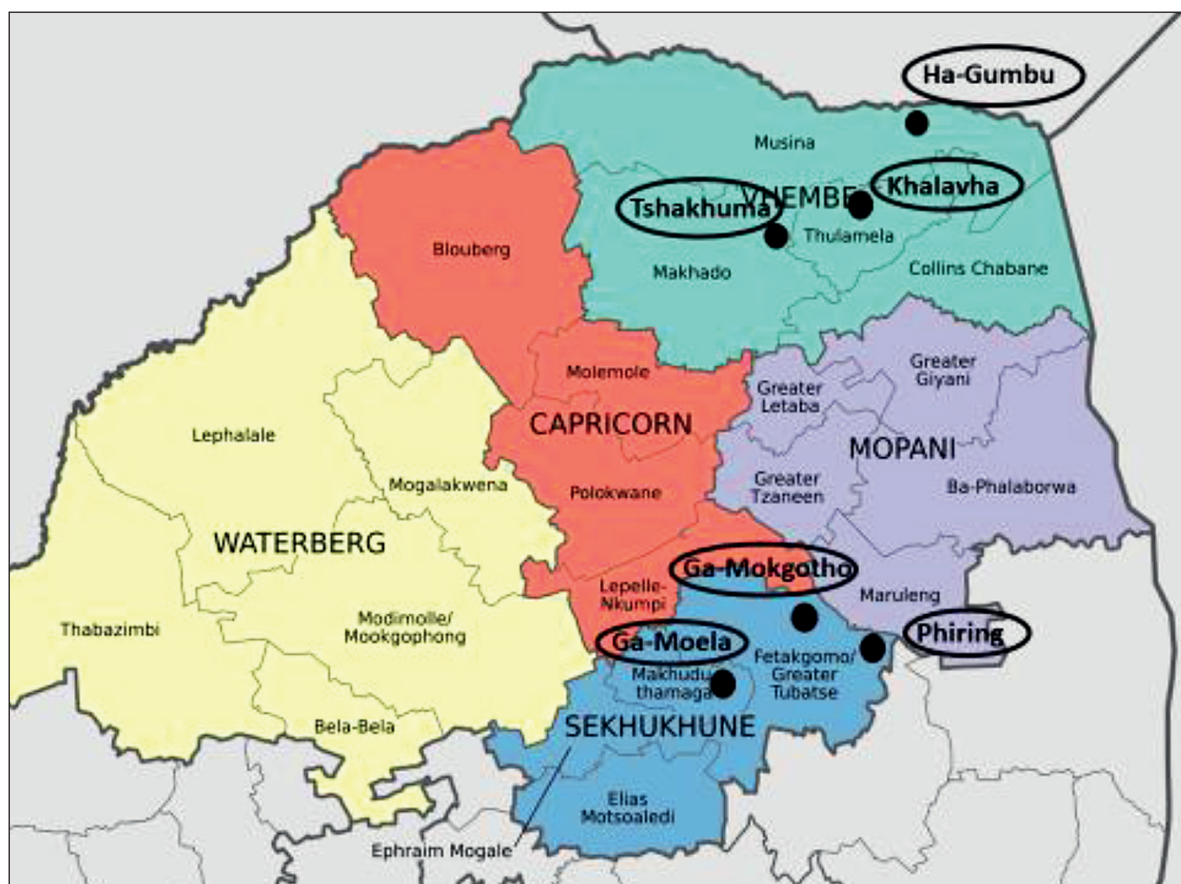 Ha-Gumbu
Musina
Khalavha
VHEMBE
Tshakhuma
Thulamela
Blouberg
Makhado
Collins Chabane
Molemole
Greater
Giyani
Greater
Letaba
CAPRICORN
MOPANI
Lephalale
Mogalakwena
Polokwane
Greater
Tzaneen
Ba-Phalaborwa
WATERBERG
Ga-Mokgotho
Lepelle-
Nkumpi
Maruleng
Thabazimbi
Modimolle/
Mookgophong
Ga-Moela
Phiring
Fetakgomo/
Greater
Tubatse
Makhudu-
thamaga
Bela-Bela
SEKHUKHUNE
Elias
Motsoaledi
Ephraim Mogale